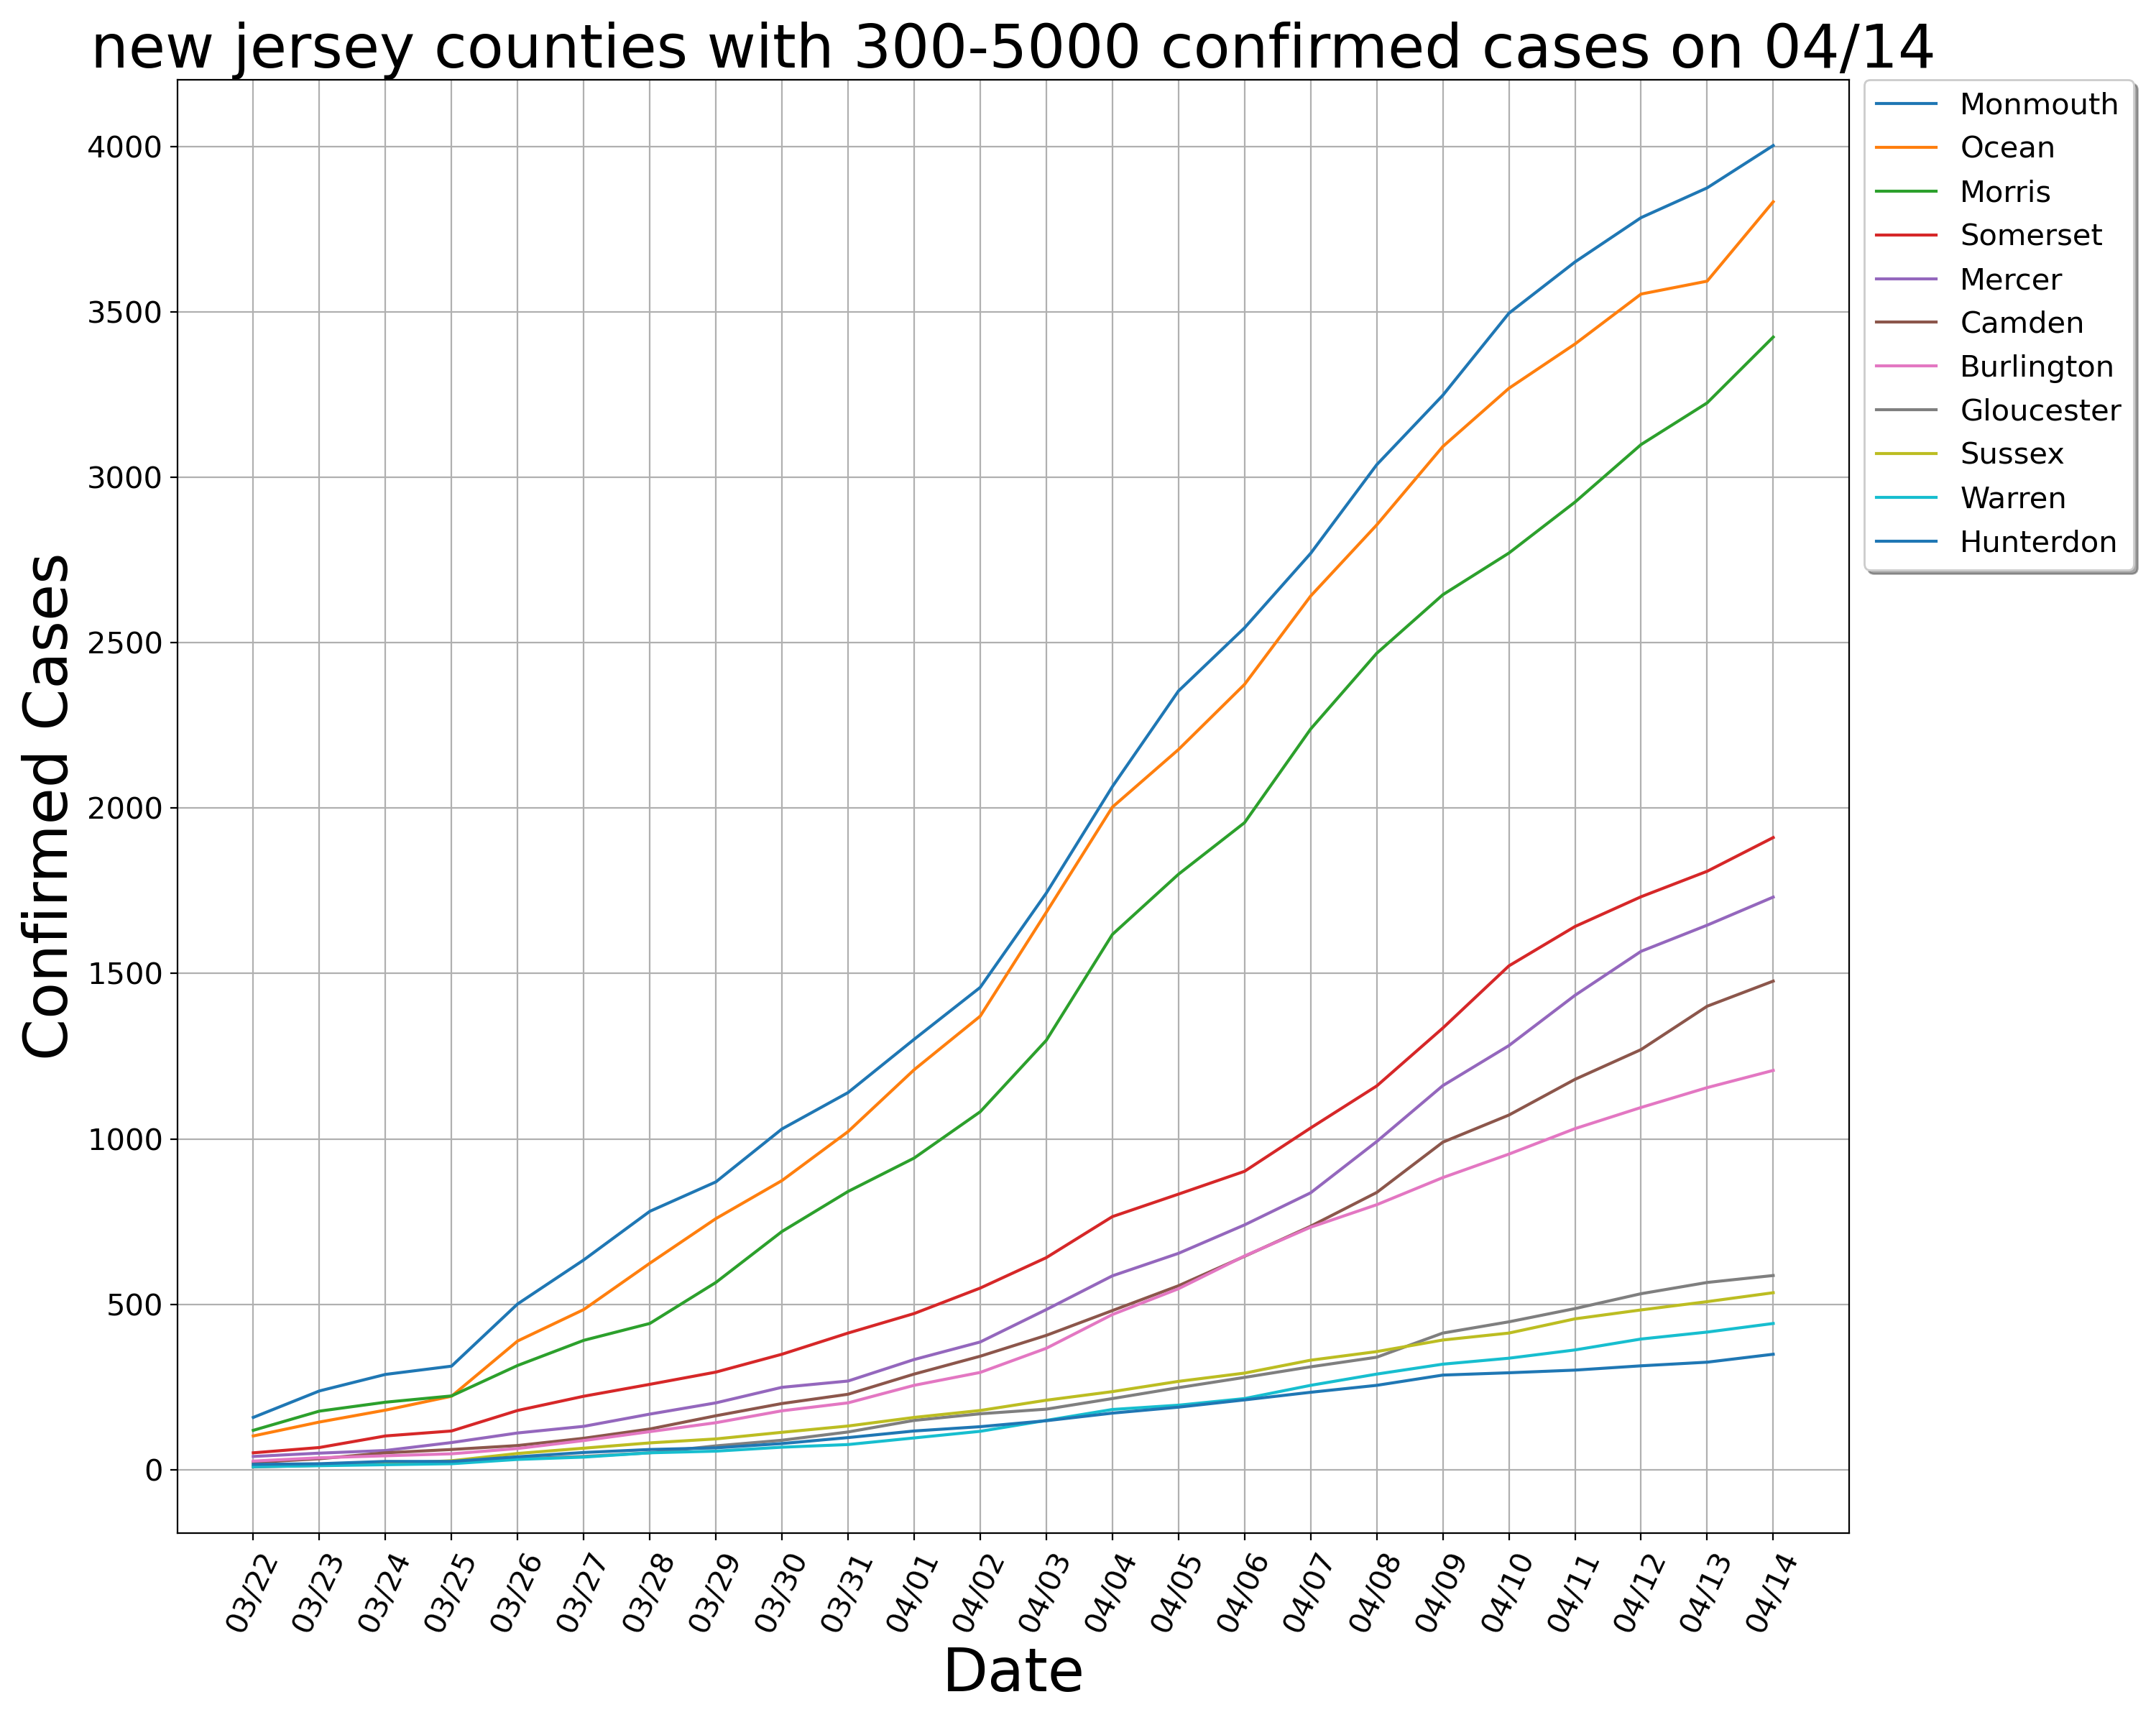 new jersey counties with 300-5000 confirmed cases on 04/14
Confirmed Cases
4000
3500
3000
2500
2000
1500
1000
500
0
03/22
03/23
03/24
03/25
03/26
03/27
03/28
03/29
03/30
03/31
04/01
04/02
04/03
04/04
04/05
04/06
04/07
04/08
04/09
04/10
04/11
04/12
04/13
04/14
Date
Monmouth
Ocean
Morris
Somerset
Mercer
Camden
Burlington
Gloucester
Sussex
Warren
Hunterdon